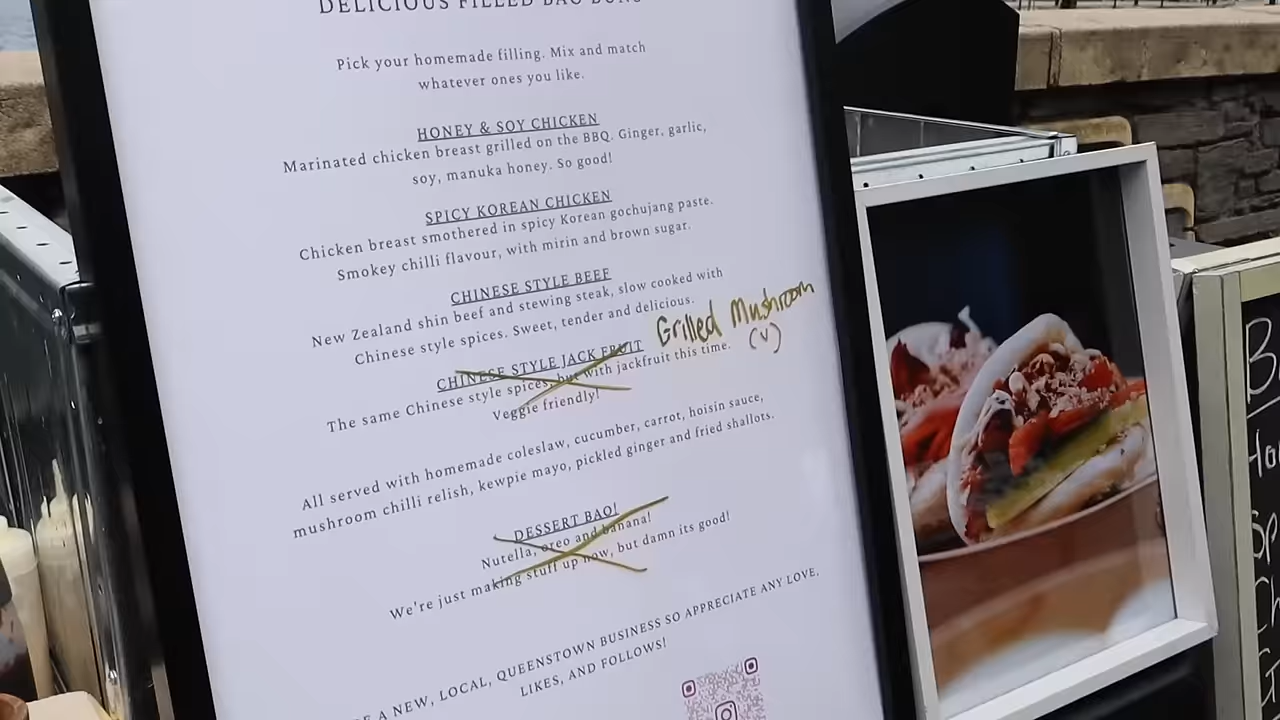 DELICIOUS FILLED BAO BUNS
Pick your homemade filling. Mix and match
whatever ones you like.
HONEY & SOY CHICKEN
Marinated chicken breast grilled on the BBQ. Ginger, garlic,
soy, manuka honey. So good!
SPICY KOREAN CHICKEN
Chicken breast smothered in spicy Korean gochujang paste.
Smokey chilli flavour, with mirin and brown sugar.
CHINESE STYLE BEEF
New Zealand shin beef and stewing steak, slow cooked with
Chinese style spices. Sweet, tender and delicious.
CHINESE STYLE JACK FRUIT Grilled Mushroom
The same Chinese style spices, but with jackfruit this time. (V)
Veggie friendly!
All served with homemade coleslaw, cucumber, carrot, hoisin sauce,
mushroom chilli relish, kewpie mayo, pickled ginger and fried shallots.
DESSERT BAO!
Nutella, oreo and banana!
We're just making stuff up now, but damn its good!
A NEW, LOCAL, QUEENSTOWN BUSINESS SO APPRECIATE ANY LOVE,
LIKES, AND FOLLOWS!